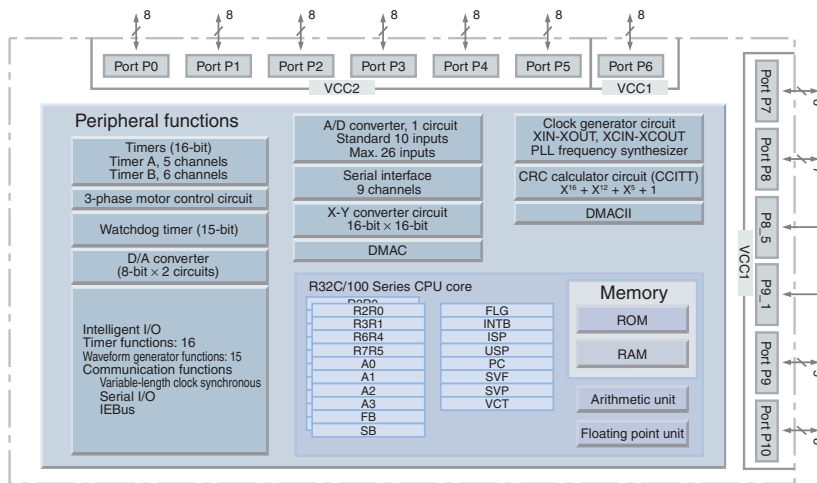 8 8 8 8 8 8 8
Port P0 Port P1 Port P2 Port P3 Port P4 Port P5 Port P6
VCC2 VCC1
Peripheral functions
Timers (16-bit)
Timer A, 5 channels
Timer B, 6 channels
3-phase motor control circuit
Watchdog timer (15-bit)
D/A converter
(8-bit × 2 circuits)
Intelligent I/O
Timer functions: 16
Waveform generator functions: 15
Communication functions
Variable-length clock synchronous
Serial I/O
IEBus
A/D converter, 1 circuit
Standard 10 inputs
Max. 26 inputs
Serial interface
9 channels
X-Y converter circuit
16-bit × 16-bit
DMAC
Clock generator circuit
XIN-XOUT, XCIN-XCOUT
PLL frequency synthesizer
CRC calculator circuit (CCITT)
X16 + X12 + X5 + 1
DMACII
R32C/100 Series CPU core
R2R0
R3R1
R6R4
R7R5
A0
A1
A2
A3
FB
SB
FLG
INTB
ISP
USP
PC
SVF
SVP
VCT
Memory
ROM
RAM
Arithmetic unit
Floating point unit
VCC1
Port P7
Port P8
P8_5
P9_1
Port P9
Port P10